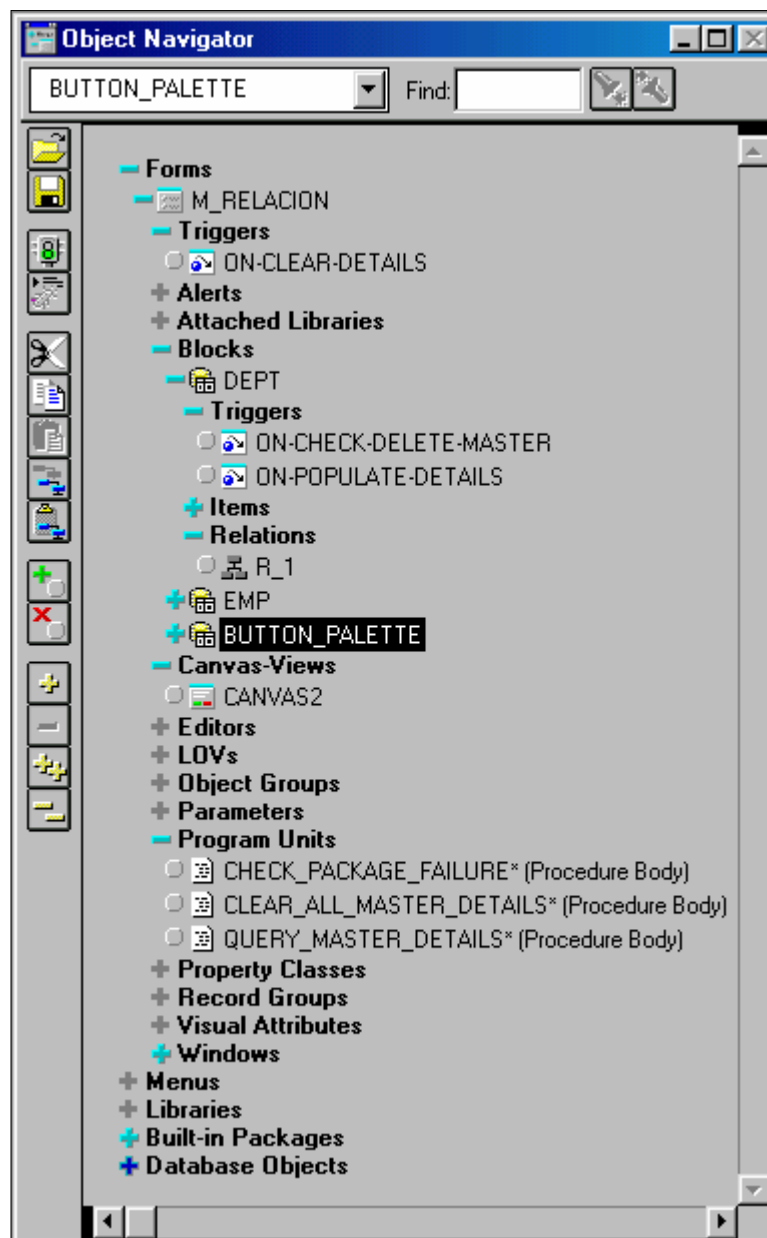 Object Navigator
BUTTON_PALETTE Find:
Forms
M_RELACION
Triggers
ON-CLEAR-DETAILS
Alerts
Attached Libraries
Blocks
DEPT
Triggers
ON-CHECK-DELETE-MASTER
ON-POPULATE-DETAILS
Items
Relations
R_1
EMP
BUTTON_PALETTE
Canvas-Views
CANVAS2
Editors
LOVs
Object Groups
Parameters
Program Units
CHECK_PACKAGE_FAILURE* (Procedure Body)
CLEAR_ALL_MASTER_DETAILS* (Procedure Body)
QUERY_MASTER_DETAILS* (Procedure Body)
Property Classes
Record Groups
Visual Attributes
Windows
Menus
Libraries
Built-in Packages
Database Objects